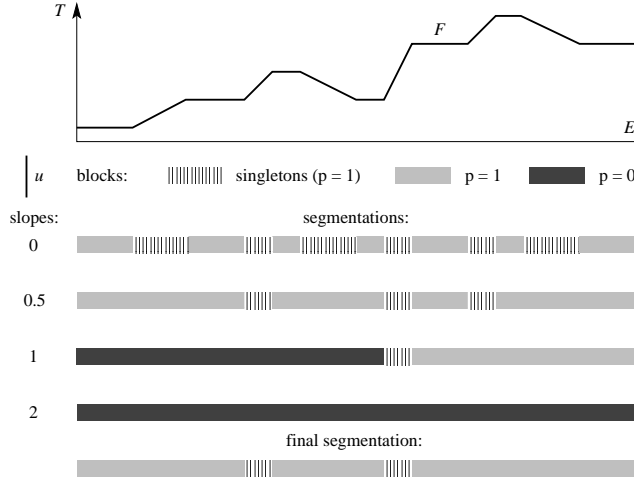 T
F
E
u blocks: singletons (p = 1) p = 1 p = 0
slopes: segmentations:
0
0.5
1
2
final segmentation: